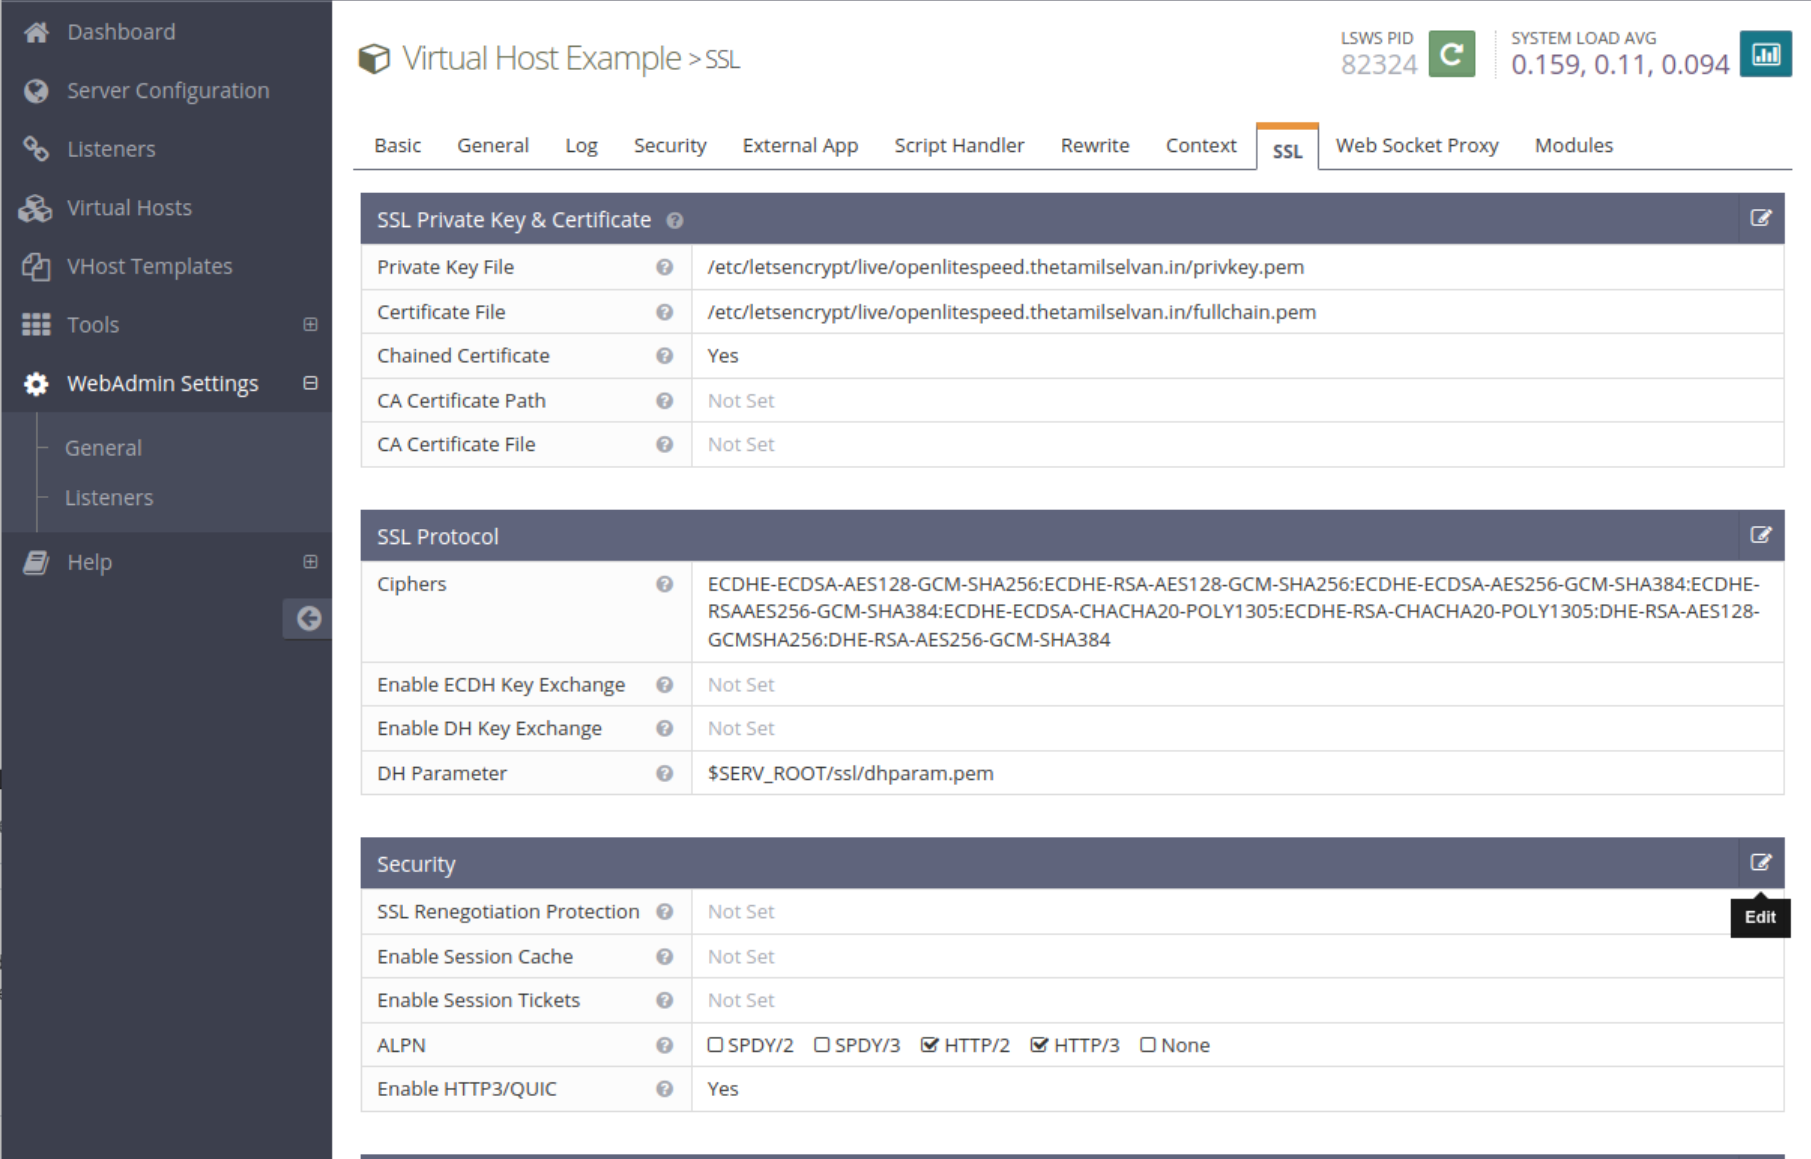 Dashboard
Server Configuration
Listeners
Virtual Hosts
VHost Templates
Tools
WebAdmin Settings
General
Listeners
Help
Virtual Host Example > SSL
LSWS PID
82324
SYSTEM LOAD AVG
0.159, 0.11, 0.094
Basic General Log Security External App Script Handler Rewrite Context SSL Web Socket Proxy Modules
SSL Private Key & Certificate
Private Key File /etc/letsencrypt/live/openlitespeed.thetamilselvan.in/privkey.pem
Certificate File /etc/letsencrypt/live/openlitespeed.thetamilselvan.in/fullchain.pem
Chained Certificate Yes
CA Certificate Path Not Set
CA Certificate File Not Set
SSL Protocol
Ciphers ECDHE-ECDSA-AES128-GCM-SHA256:ECDHE-RSA-AES128-GCM-SHA256:ECDHE-ECDSA-AES256-GCM-SHA384:ECDHE-
RSAAES256-GCM-SHA384:ECDHE-ECDSA-CHACHA20-POLY1305:ECDHE-RSA-CHACHA20-POLY1305:DHE-RSA-AES128-
GCMSHA256:DHE-RSA-AES256-GCM-SHA384
Enable ECDH Key Exchange Not Set
Enable DH Key Exchange Not Set
DH Parameter $SERV_ROOT/ssl/dhparam.pem
Security
Edit
SSL Renegotiation Protection Not Set
Enable Session Cache Not Set
Enable Session Tickets Not Set
ALPN SPDY/2 SPDY/3 HTTP/2 HTTP/3 None
Enable HTTP3/QUIC Yes